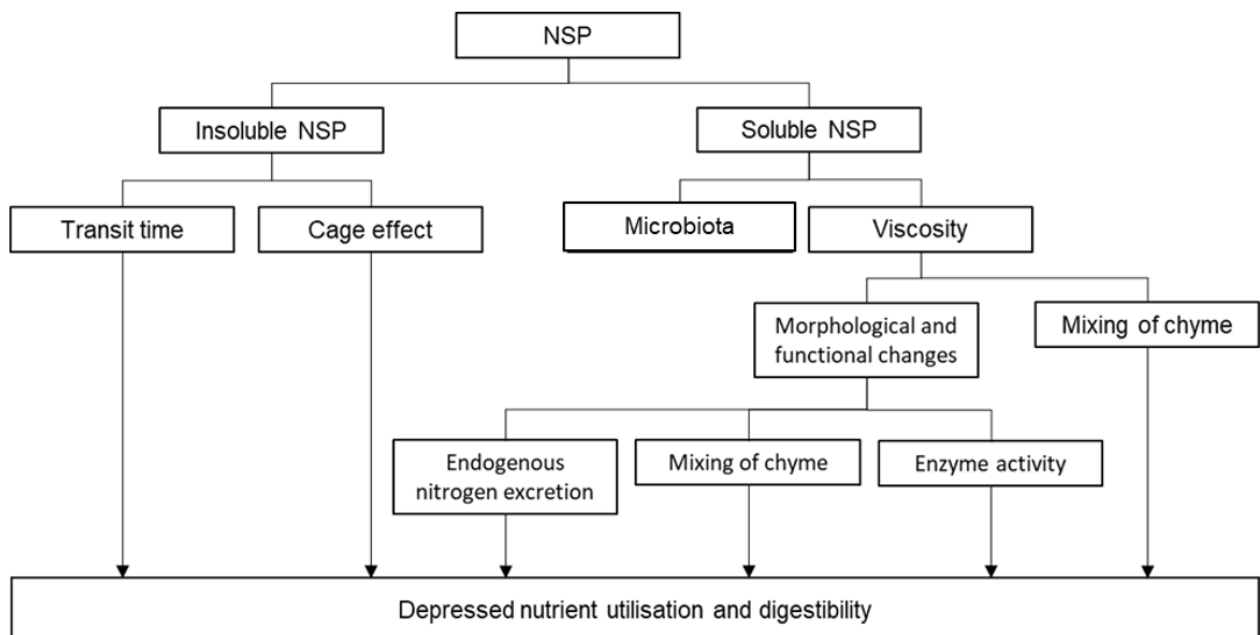 NSP
Insoluble NSP
Soluble NSP
Transit time
Cage effect
Microbiota
Viscosity
Morphological and
functional changes
Mixing of chyme
Endogenous
nitrogen excretion
Mixing of chyme
Enzyme activity
Depressed nutrient utilisation and digestibility